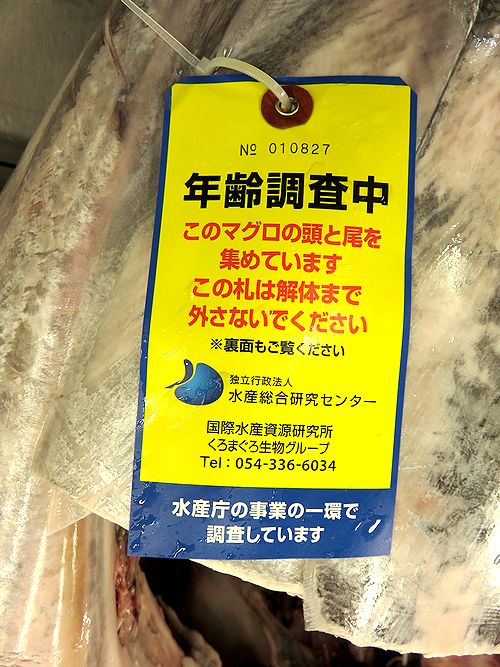 № 010827
年齢調査中
このマグロの頭と尾を
集めています
この札は解体まで
外さないでください
※裏面もご覧ください
独立行政法人
水産総合研究センター
国際水産資源研究所
くろまぐろ生物グループ
Tel：054-336-6034
水産庁の事業の一環で
調査しています